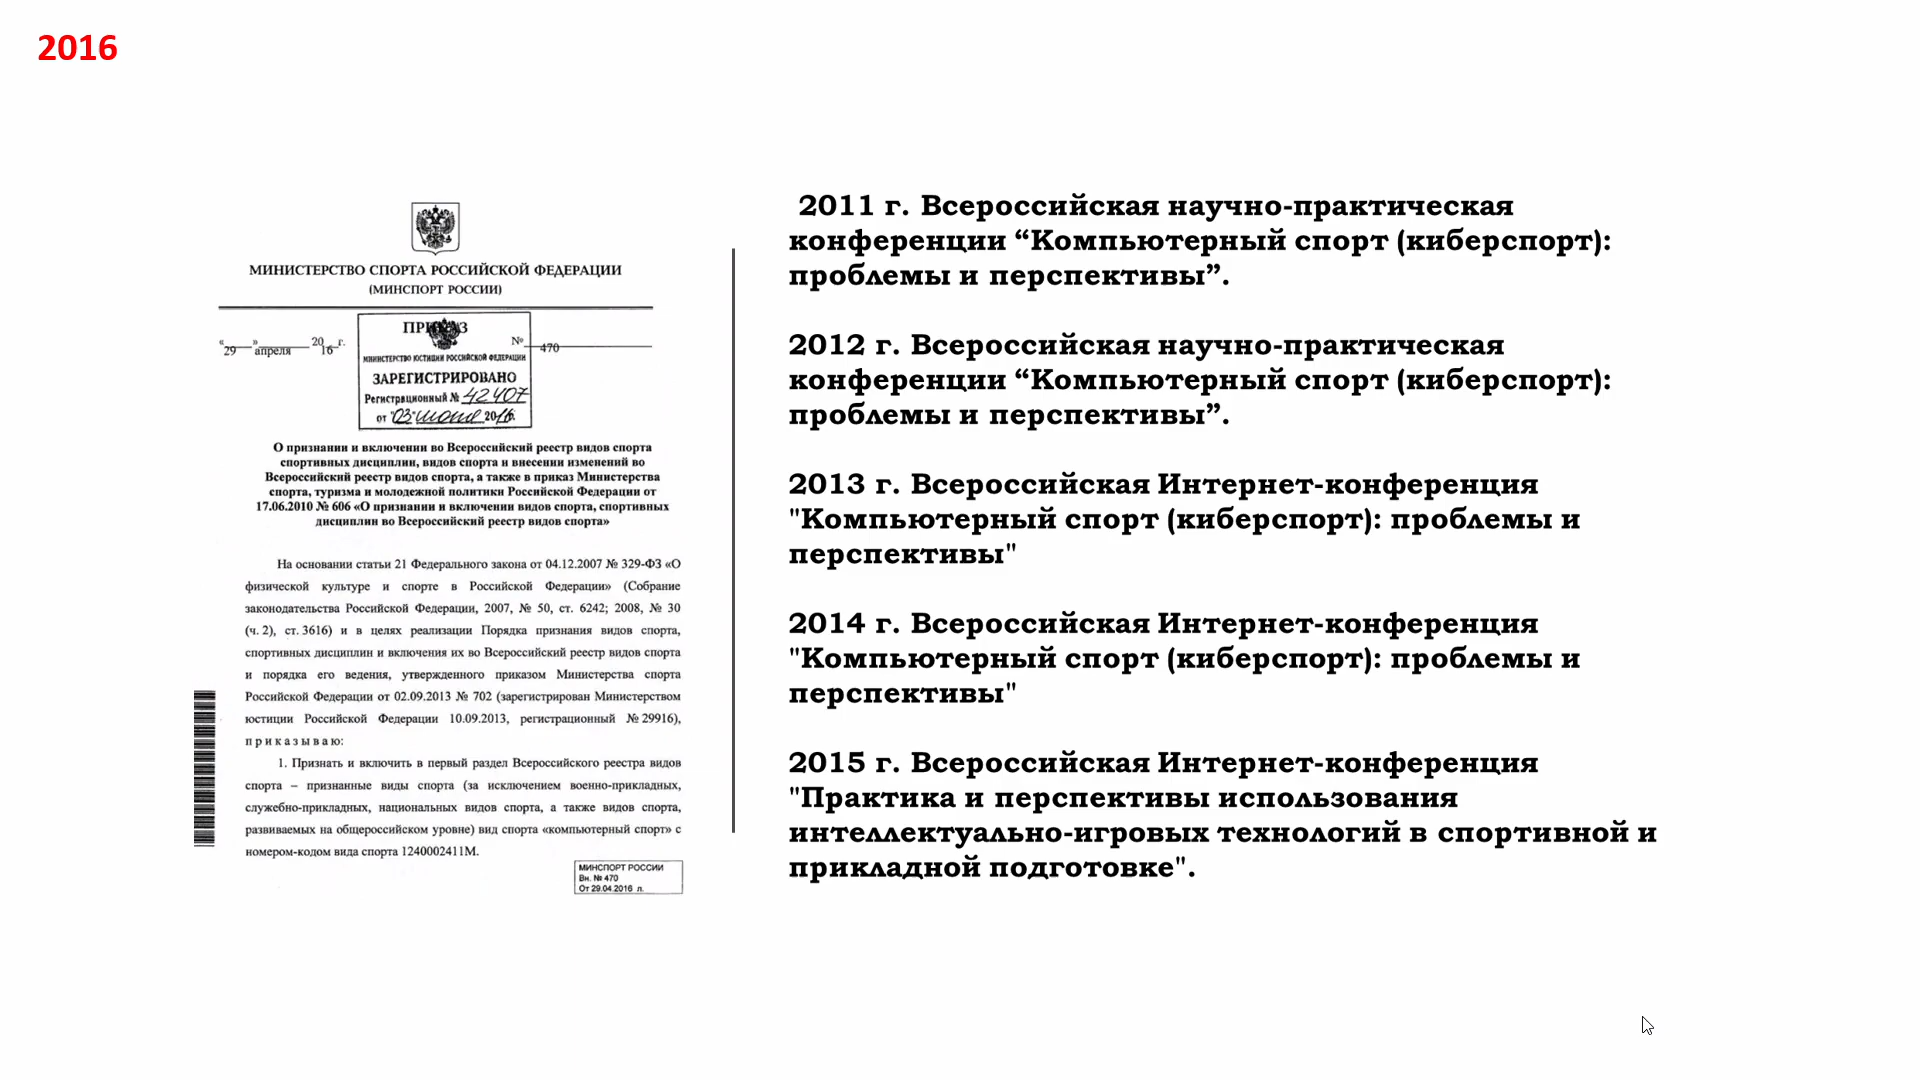 2016
МИНИСТЕРСТВО СПОРТА РОССИЙСКОЙ ФЕДЕРАЦИИ
(МИНСПОРТ РОССИИ)
ПРИКАЗ
«29» апреля 2016 г.
№ 470
МИНИСТЕРСТВО ЮСТИЦИИ РОССИЙСКОЙ ФЕДЕРАЦИИ
ЗАРЕГИСТРИРОВАНО
Регистрационный № 42407
от "03" июня 2016.
О признании и включении во Всероссийский реестр видов спорта
спортивных дисциплин, видов спорта и внесении изменений во
Всероссийский реестр видов спорта, а также в приказ Министерства
спорта, туризма и молодежной политики Российской Федерации от
17.06.2010 № 606 «О признании и включении видов спорта, спортивных
дисциплин во Всероссийский реестр видов спорта»
На основании статьи 21 Федерального закона от 04.12.2007 № 329-ФЗ «О
физической культуре и спорте в Российской Федерации» (Собрание
законодательства Российской Федерации, 2007, № 50, ст. 6242; 2008, № 30
(ч. 2), ст. 3616) и в целях реализации Порядка признания видов спорта,
спортивных дисциплин и включения их во Всероссийский реестр видов спорта
и порядка его ведения, утвержденного приказом Министерства спорта
Российской Федерации от 02.09.2013 № 702 (зарегистрирован Министерством
юстиции Российской Федерации 10.09.2013, регистрационный № 29916),
п р и к а з ы в а ю:
1. Признать и включить в первый раздел Всероссийского реестра видов
спорта – признанные виды спорта (за исключением военно-прикладных,
служебно-прикладных, национальных видов спорта, а также видов спорта,
развиваемых на общероссийском уровне) вид спорта «компьютерный спорт» с
номером-кодом вида спорта 1240002411М.
МИНСПОРТ РОССИИ
Вн. № 470
От 29.04.2016 л.
2011 г. Всероссийская научно-практическая
конференции “Компьютерный спорт (киберспорт):
проблемы и перспективы”.
2012 г. Всероссийская научно-практическая
конференции “Компьютерный спорт (киберспорт):
проблемы и перспективы”.
2013 г. Всероссийская Интернет-конференция
"Компьютерный спорт (киберспорт): проблемы и
перспективы"
2014 г. Всероссийская Интернет-конференция
"Компьютерный спорт (киберспорт): проблемы и
перспективы"
2015 г. Всероссийская Интернет-конференция
"Практика и перспективы использования
интеллектуально-игровых технологий в спортивной и
прикладной подготовке".